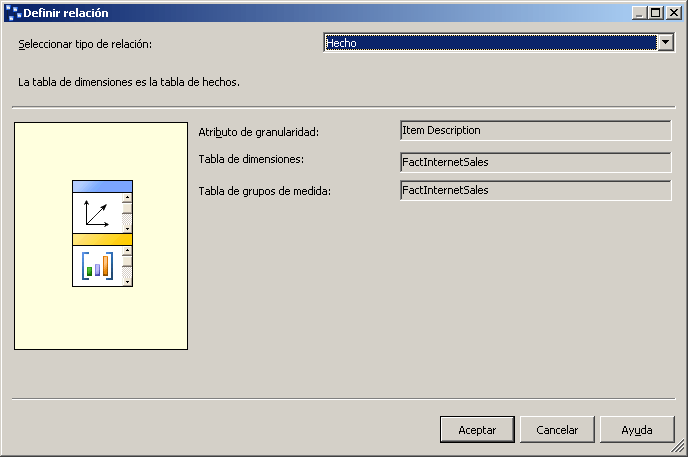 Definir relación
Seleccionar tipo de relación: Hecho
La tabla de dimensiones es la tabla de hechos.
Atributo de granularidad: Item Description
Tabla de dimensiones: FactInternetSales
Tabla de grupos de medida: FactInternetSales
Aceptar Cancelar Ayuda